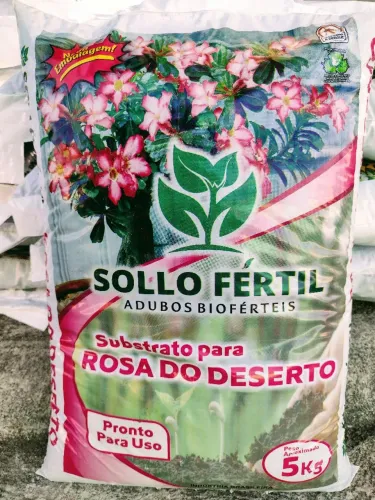 Nova
Embalagem!
SOLLO FÉRTIL
ADUBOS BIOFÉRTEIS
Substrato para
ROSA DO DESERTO
Pronto
Para Uso
Peso
Aproximado
5KG